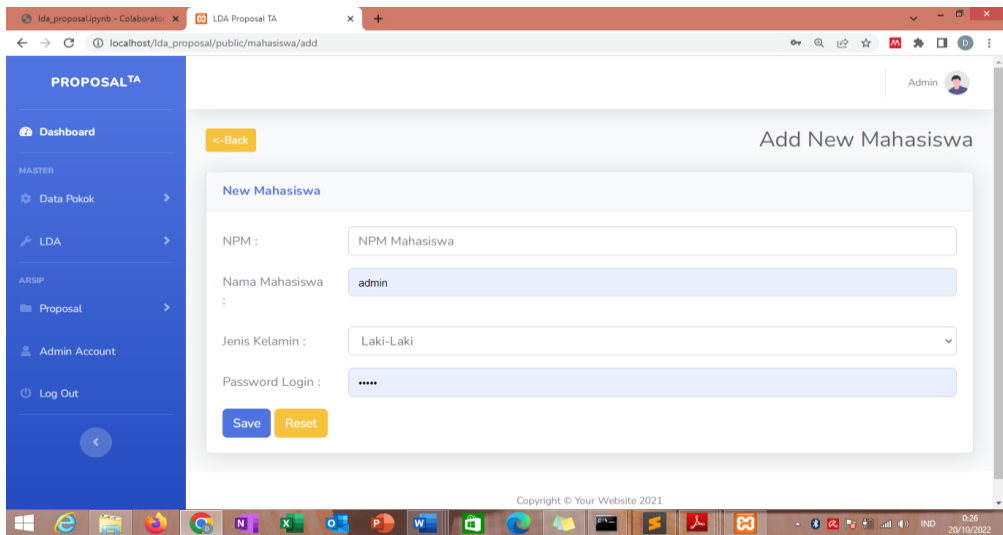 lda_proposal.ipynb - Colaborator
LDA Proposal TA
localhost/lda_proposal/public/mahasiswa/add
PROPOSALTA
Admin
Dashboard
<-Back
Add New Mahasiswa
MASTER
New Mahasiswa
Data Pokok
LDA
NPM :
NPM Mahasiswa
ARSIP
Nama Mahasiswa
:
admin
Proposal
Jenis Kelamin :
Laki-Laki
Admin Account
Password Login :
•••••
Log Out
Save
Reset
Copyright © Your Website 2021
IND
0:26
20/10/2022